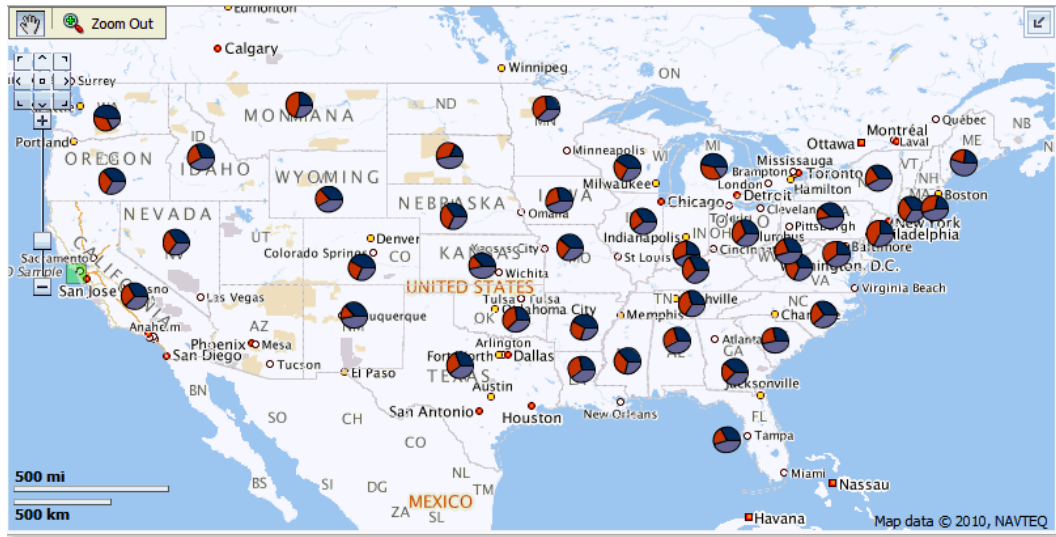 Zoom Out
Edmonton
Calgary
Winnipeg
ON
Surrey
WA
MONTANA
ND
MN
Québec
NB
Montréal
Ottawa
Laval
ME
Portland
OREGON
ID
IDAHO
Minneapolis
WI
MI
Mississauga
Brampton
Toronto
VT
NH
WYOMING
Milwaukee
London
Hamilton
MA
Boston
NEVADA
NEBRASKA
IOWA
Omaha
Chicago
Detroit
Cleveland
New York
UT
Denver
Indianapolis
IN
OH
Pittsburgh
Philadelphia
Colorado Springs
CO
KANSAS
Kansas City
MO
St Louis
Cincinnati
WV
Baltimore
Sacramento
Sample
CALIFORNIA
Wichita
Washington, D.C.
VA
San Jose
Las Vegas
UNITED STATES
Virginia Beach
Tulsa
Tulsa
TN
NC
Anaheim
AZ
OK
Oklahoma City
Memphis
Phoenix
Mesa
Arlington
Atlanta
San Diego
Fort Worth
Dallas
GA
Tucson
El Paso
TEXAS
Jacksonville
BN
Austin
SO
CH
San Antonio
Houston
New Orleans
FL
Tampa
CO
500 mi
BS
SI
DG
NL
TM
Miami
Nassau
MEXICO
500 km
ZA
SL
Havana
Map data © 2010, NAVTEQ